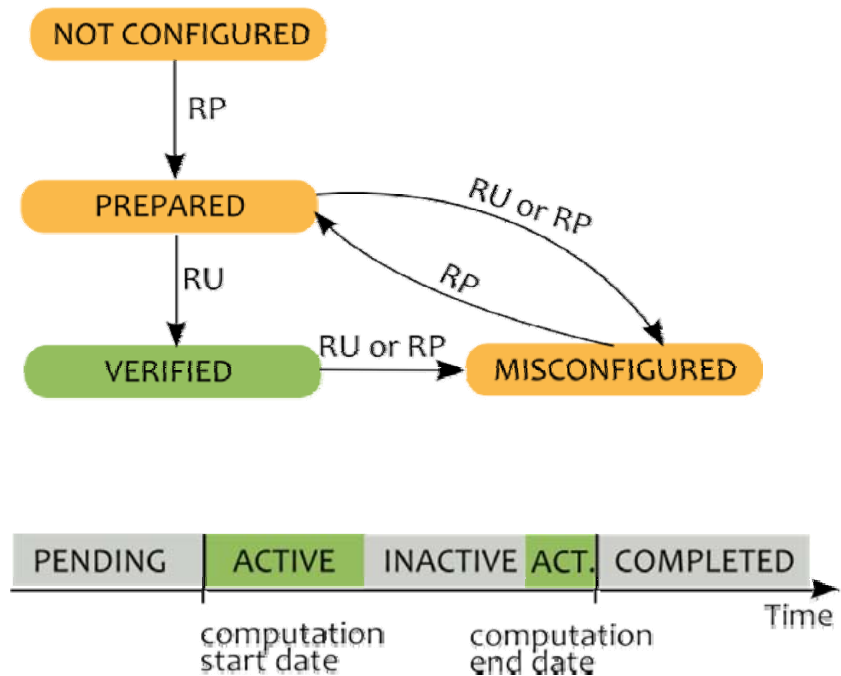 NOT CONFIGURED
RP
PREPARED
RU or RP
RP
RU
VERIFIED
RU or RP
MISCONFIGURED
PENDING
ACTIVE
INACTIVE
ACT.
COMPLETED
Time
computation
start date
computation
end date